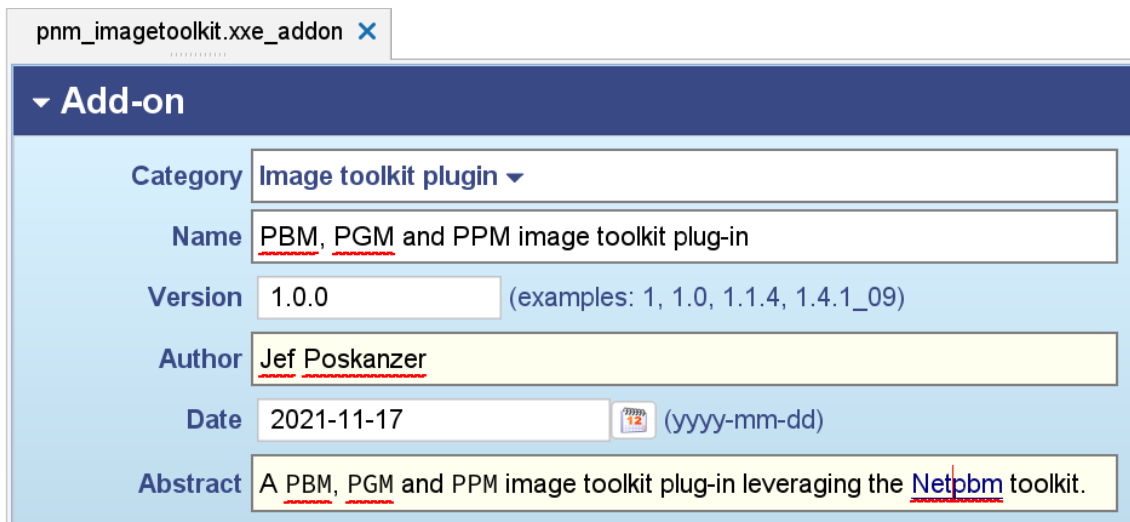 pnm_imagetoolkit.xxe_addon
Add-on
Category Image toolkit plugin
Name PBM, PGM and PPM image toolkit plug-in
Version 1.0.0 (examples: 1, 1.0, 1.1.4, 1.4.1_09)
Author Jef Poskanzer
Date 2021-11-17 12 (yyyy-mm-dd)
Abstract A PBM, PGM and PPM image toolkit plug-in leveraging the Netpbm toolkit.